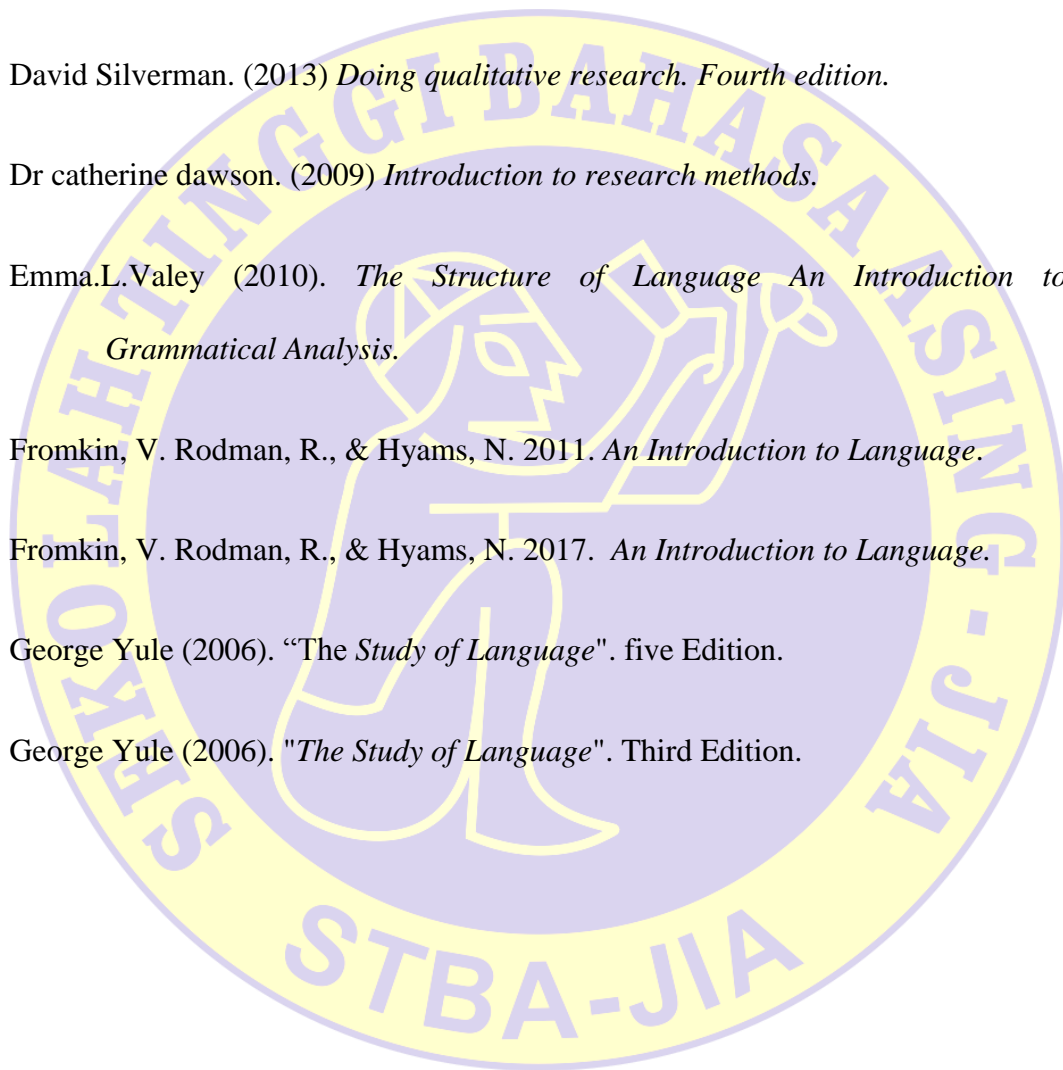 David Silverman. (2013) Doing qualitative research. Fourth edition.
Dr catherine dawson. (2009) Introduction to research methods.
Emma.L.Valey (2010). The Structure of Language An Introduction to
Grammatical Analysis.
Fromkin, V. Rodman, R., & Hyams, N. 2011. An Introduction to Language.
Fromkin, V. Rodman, R., & Hyams, N. 2017. An Introduction to Language.
George Yule (2006). “The Study of Language". five Edition.
George Yule (2006). "The Study of Language". Third Edition.
SEKOLAH TINGGI BAHASA ASING - JIA
STBA-JIA